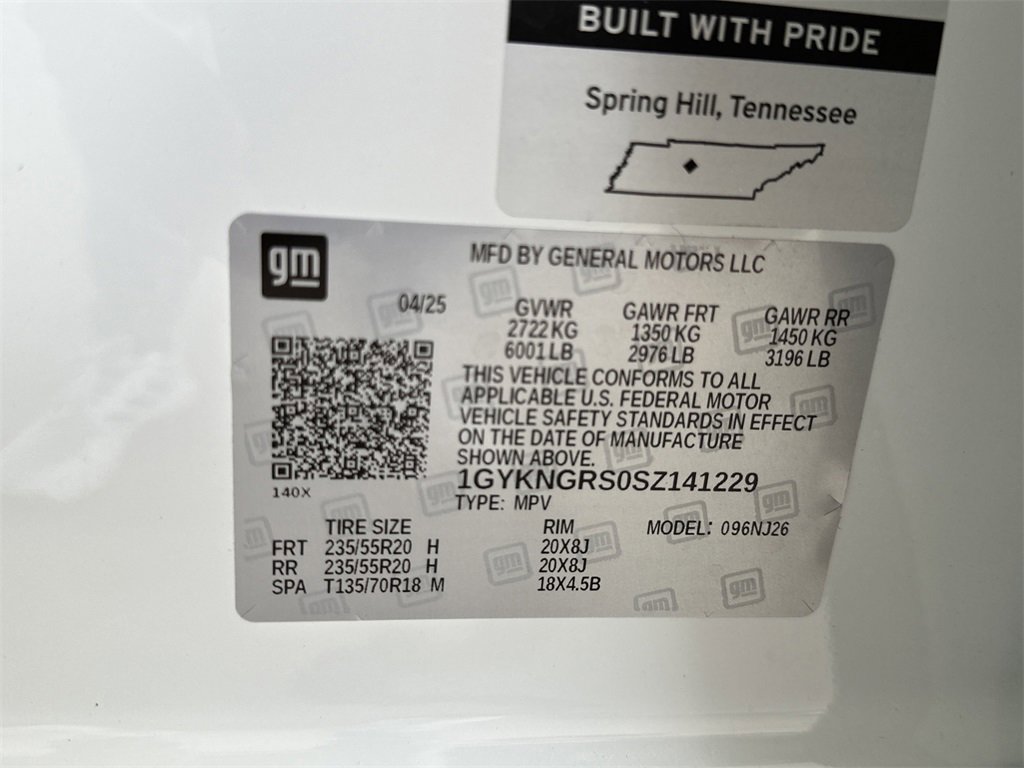 BUILT WITH PRIDE
Spring Hill, Tennessee
gm
MFD BY GENERAL MOTORS LLC
04/25 GVWR GAWR FRT GAWR RR
2722 KG 1350 KG 1450 KG
6001 LB 2976 LB 3196 LB
THIS VEHICLE CONFORMS TO ALL
APPLICABLE U.S. FEDERAL MOTOR
VEHICLE SAFETY STANDARDS IN EFFECT
ON THE DATE OF MANUFACTURE
SHOWN ABOVE.
1GYKNGRS0SZ141229
140X
TYPE: MPV
TIRE SIZE RIM MODEL: 096NJ26
FRT 235/55R20 H 20X8J
RR 235/55R20 H 20X8J
SPA T135/70R18 M 18X4.5B